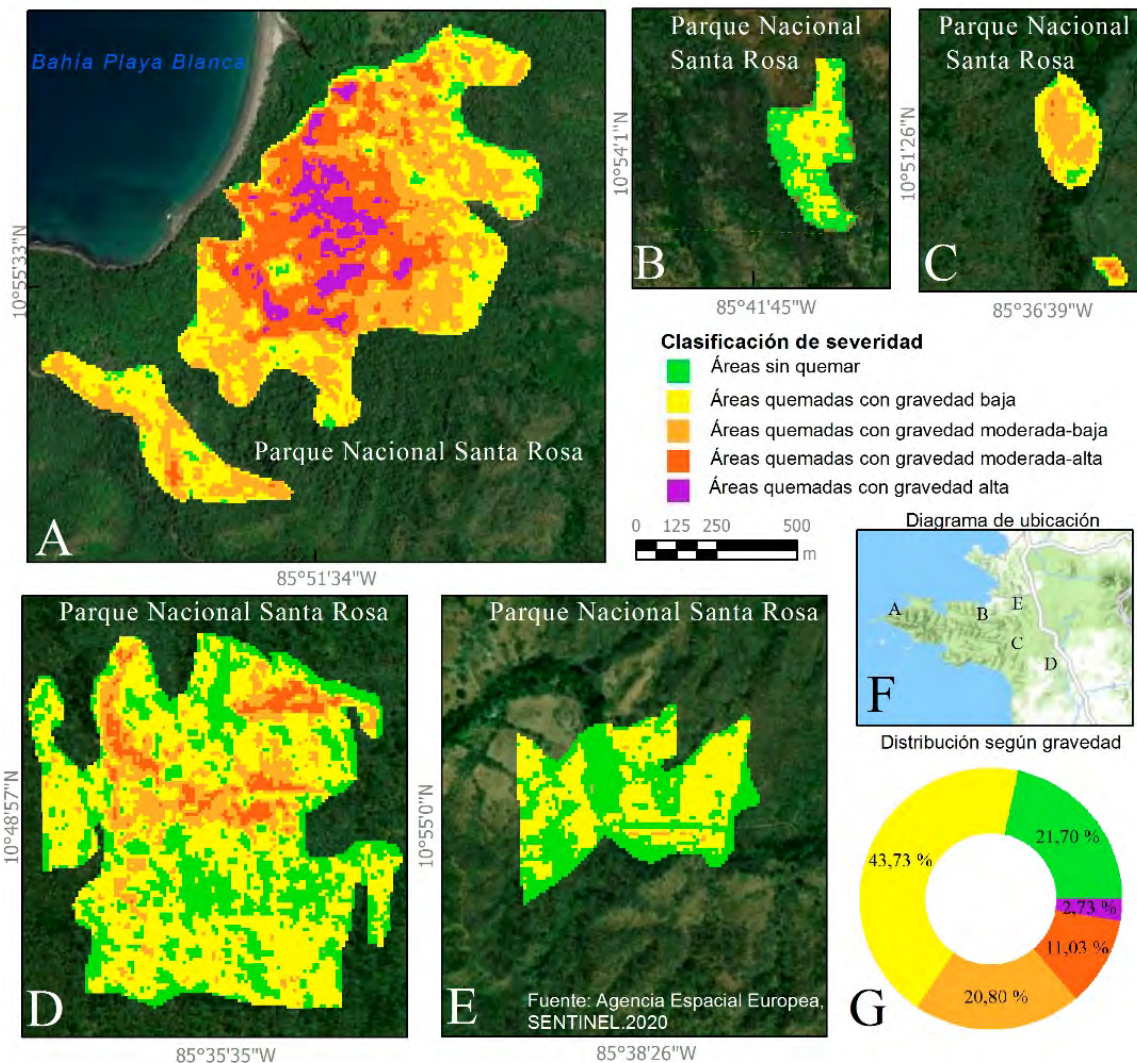 Bahía Playa Blanca
Parque Nacional Santa Rosa
A
10°55'33"N
85°51'34"W
Parque Nacional
Santa Rosa
B
10°54'1"N
85°41'45"W
Parque Nacional
Santa Rosa
C
10°51'26"N
85°36'39"W
Clasificación de severidad
Áreas sin quemar
Áreas quemadas con gravedad baja
Áreas quemadas con gravedad moderada-baja
Áreas quemadas con gravedad moderada-alta
Áreas quemadas con gravedad alta
0 125 250 500
m
Diagrama de ubicación
A
B
E
C
D
F
Parque Nacional Santa Rosa
D
10°48'57"N
85°35'35"W
Parque Nacional Santa Rosa
E
Fuente: Agencia Espacial Europea,
SENTINEL.2020
10°55'0"N
85°38'26"W
Distribución según gravedad
21,70 %
43,73 %
2,73 %
11,03 %
20,80 %
G